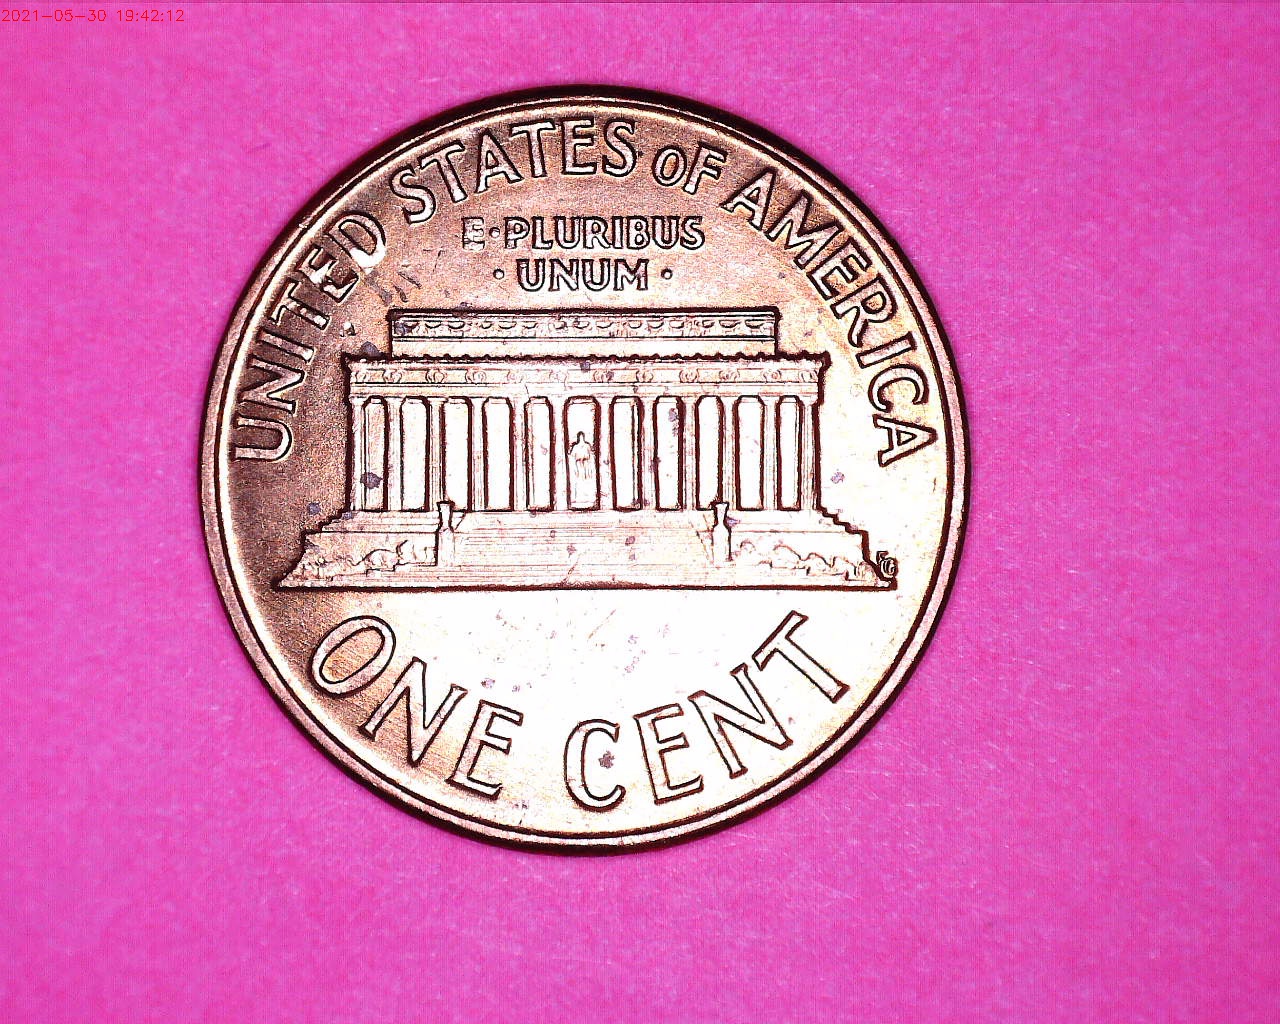 2021-05-30 19:42:12
UNITED STATES OF AMERICA
E·PLURIBUS
·UNUM·
ONE CENT